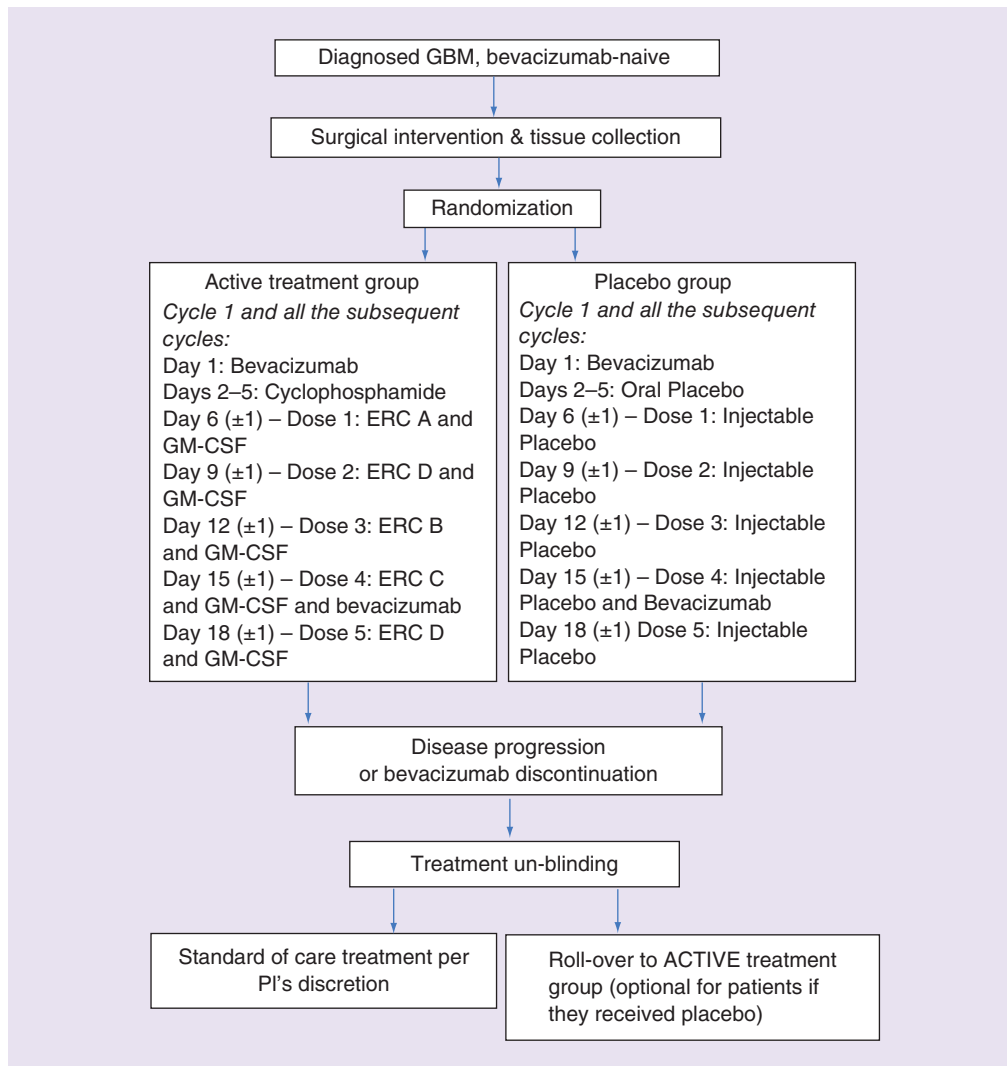 Diagnosed GBM, bevacizumab-naive
Surgical intervention & tissue collection
Randomization
Active treatment group
Cycle 1 and all the subsequent
cycles:
Day 1: Bevacizumab
Days 2–5: Cyclophosphamide
Day 6 (±1) – Dose 1: ERC A and
GM-CSF
Day 9 (±1) – Dose 2: ERC D and
GM-CSF
Day 12 (±1) – Dose 3: ERC B
and GM-CSF
Day 15 (±1) – Dose 4: ERC C
and GM-CSF and bevacizumab
Day 18 (±1) – Dose 5: ERC D
and GM-CSF
Placebo group
Cycle 1 and all the subsequent
cycles:
Day 1: Bevacizumab
Days 2–5: Oral Placebo
Day 6 (±1) – Dose 1: Injectable
Placebo
Day 9 (±1) – Dose 2: Injectable
Placebo
Day 12 (±1) – Dose 3: Injectable
Placebo
Day 15 (±1) – Dose 4: Injectable
Placebo and Bevacizumab
Day 18 (±1) Dose 5: Injectable
Placebo
Disease progression
or bevacizumab discontinuation
Treatment un-blinding
Standard of care treatment per
PI's discretion
Roll-over to ACTIVE treatment
group (optional for patients if
they received placebo)